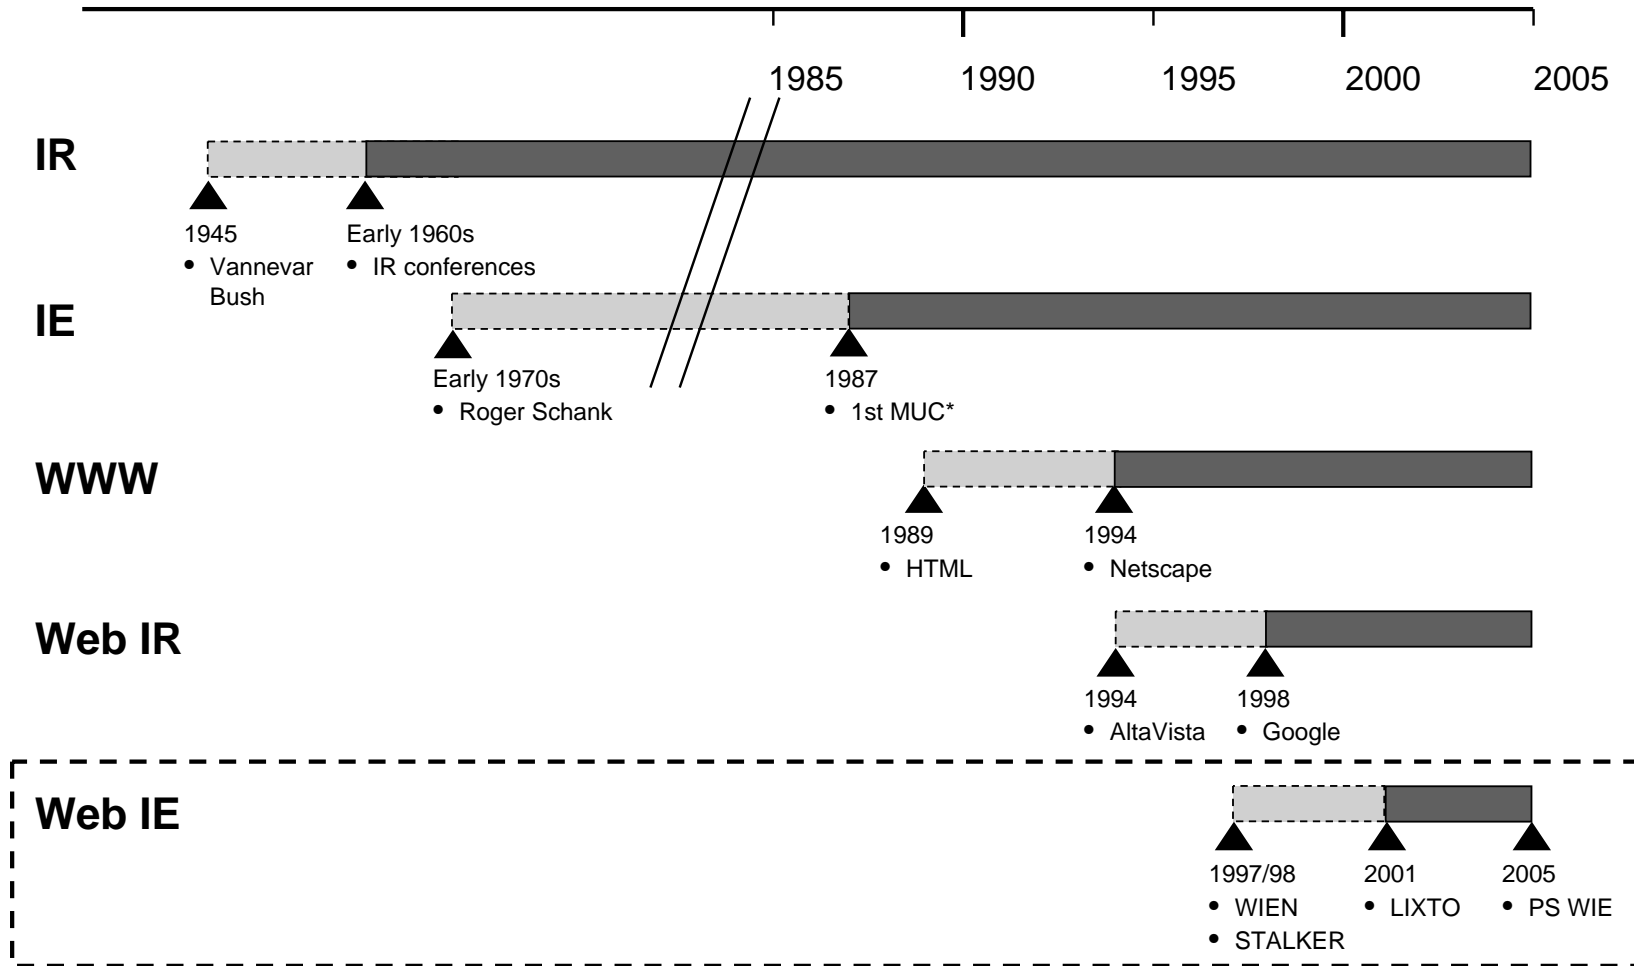 1985 1990 1995 2000 2005
IR
1945 Early 1960s
• Vannevar • IR conferences
Bush
IE
Early 1970s 1987
• Roger Schank • 1st MUC*
WWW
1989 1994
• HTML • Netscape
Web IR
1994 1998
• AltaVista • Google
Web IE
1997/98 2001 2005
• WIEN • LIXTO • PS WIE
• STALKER